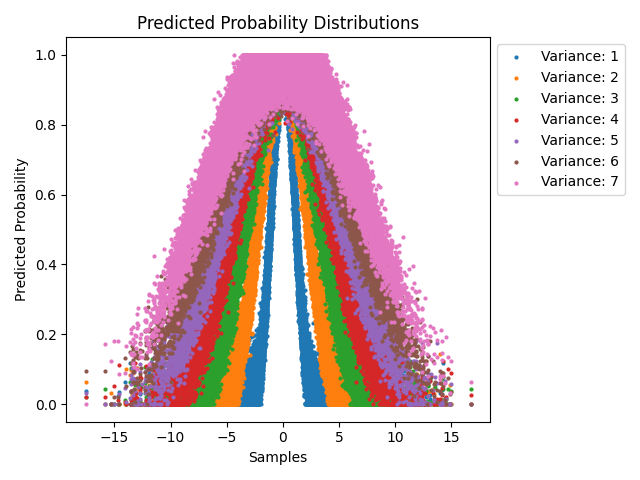 Predicted Probability Distributions
1.0
0.8
0.6
0.4
0.2
0.0
Predicted Probability
−15
−10
−5
0
5
10
15
Samples
Variance: 1
Variance: 2
Variance: 3
Variance: 4
Variance: 5
Variance: 6
Variance: 7